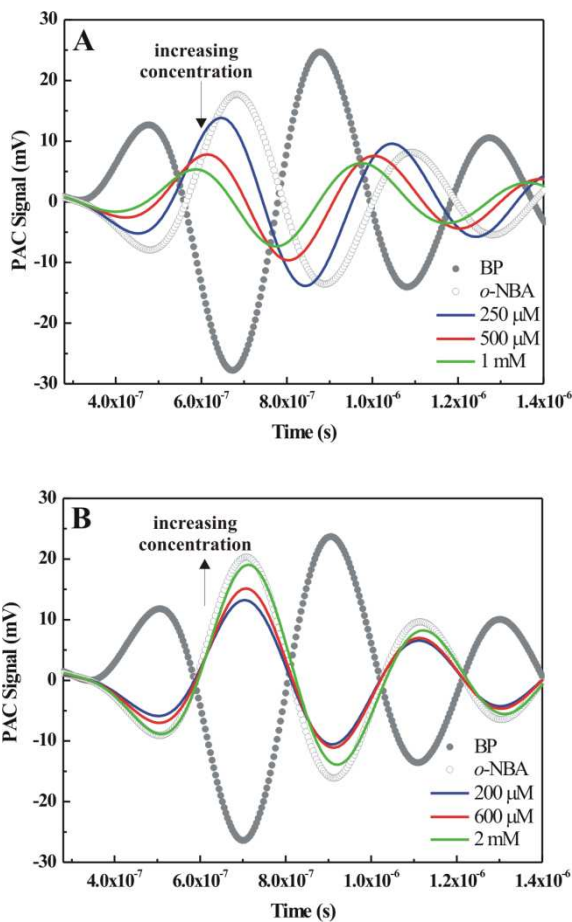 A
increasing
concentration
30
20
10
0
-10
-20
-30
PAC Signal (mV)
BP
o-NBA
250 μM
500 μM
1 mM
4.0x10⁻⁷ 6.0x10⁻⁷ 8.0x10⁻⁷ 1.0x10⁻⁶ 1.2x10⁻⁶ 1.4x10⁻⁶
Time (s)
B
increasing
concentration
30
20
10
0
-10
-20
-30
PAC Signal (mV)
BP
o-NBA
200 μM
600 μM
2 mM
4.0x10⁻⁷ 6.0x10⁻⁷ 8.0x10⁻⁷ 1.0x10⁻⁶ 1.2x10⁻⁶ 1.4x10⁻⁶
Time (s)